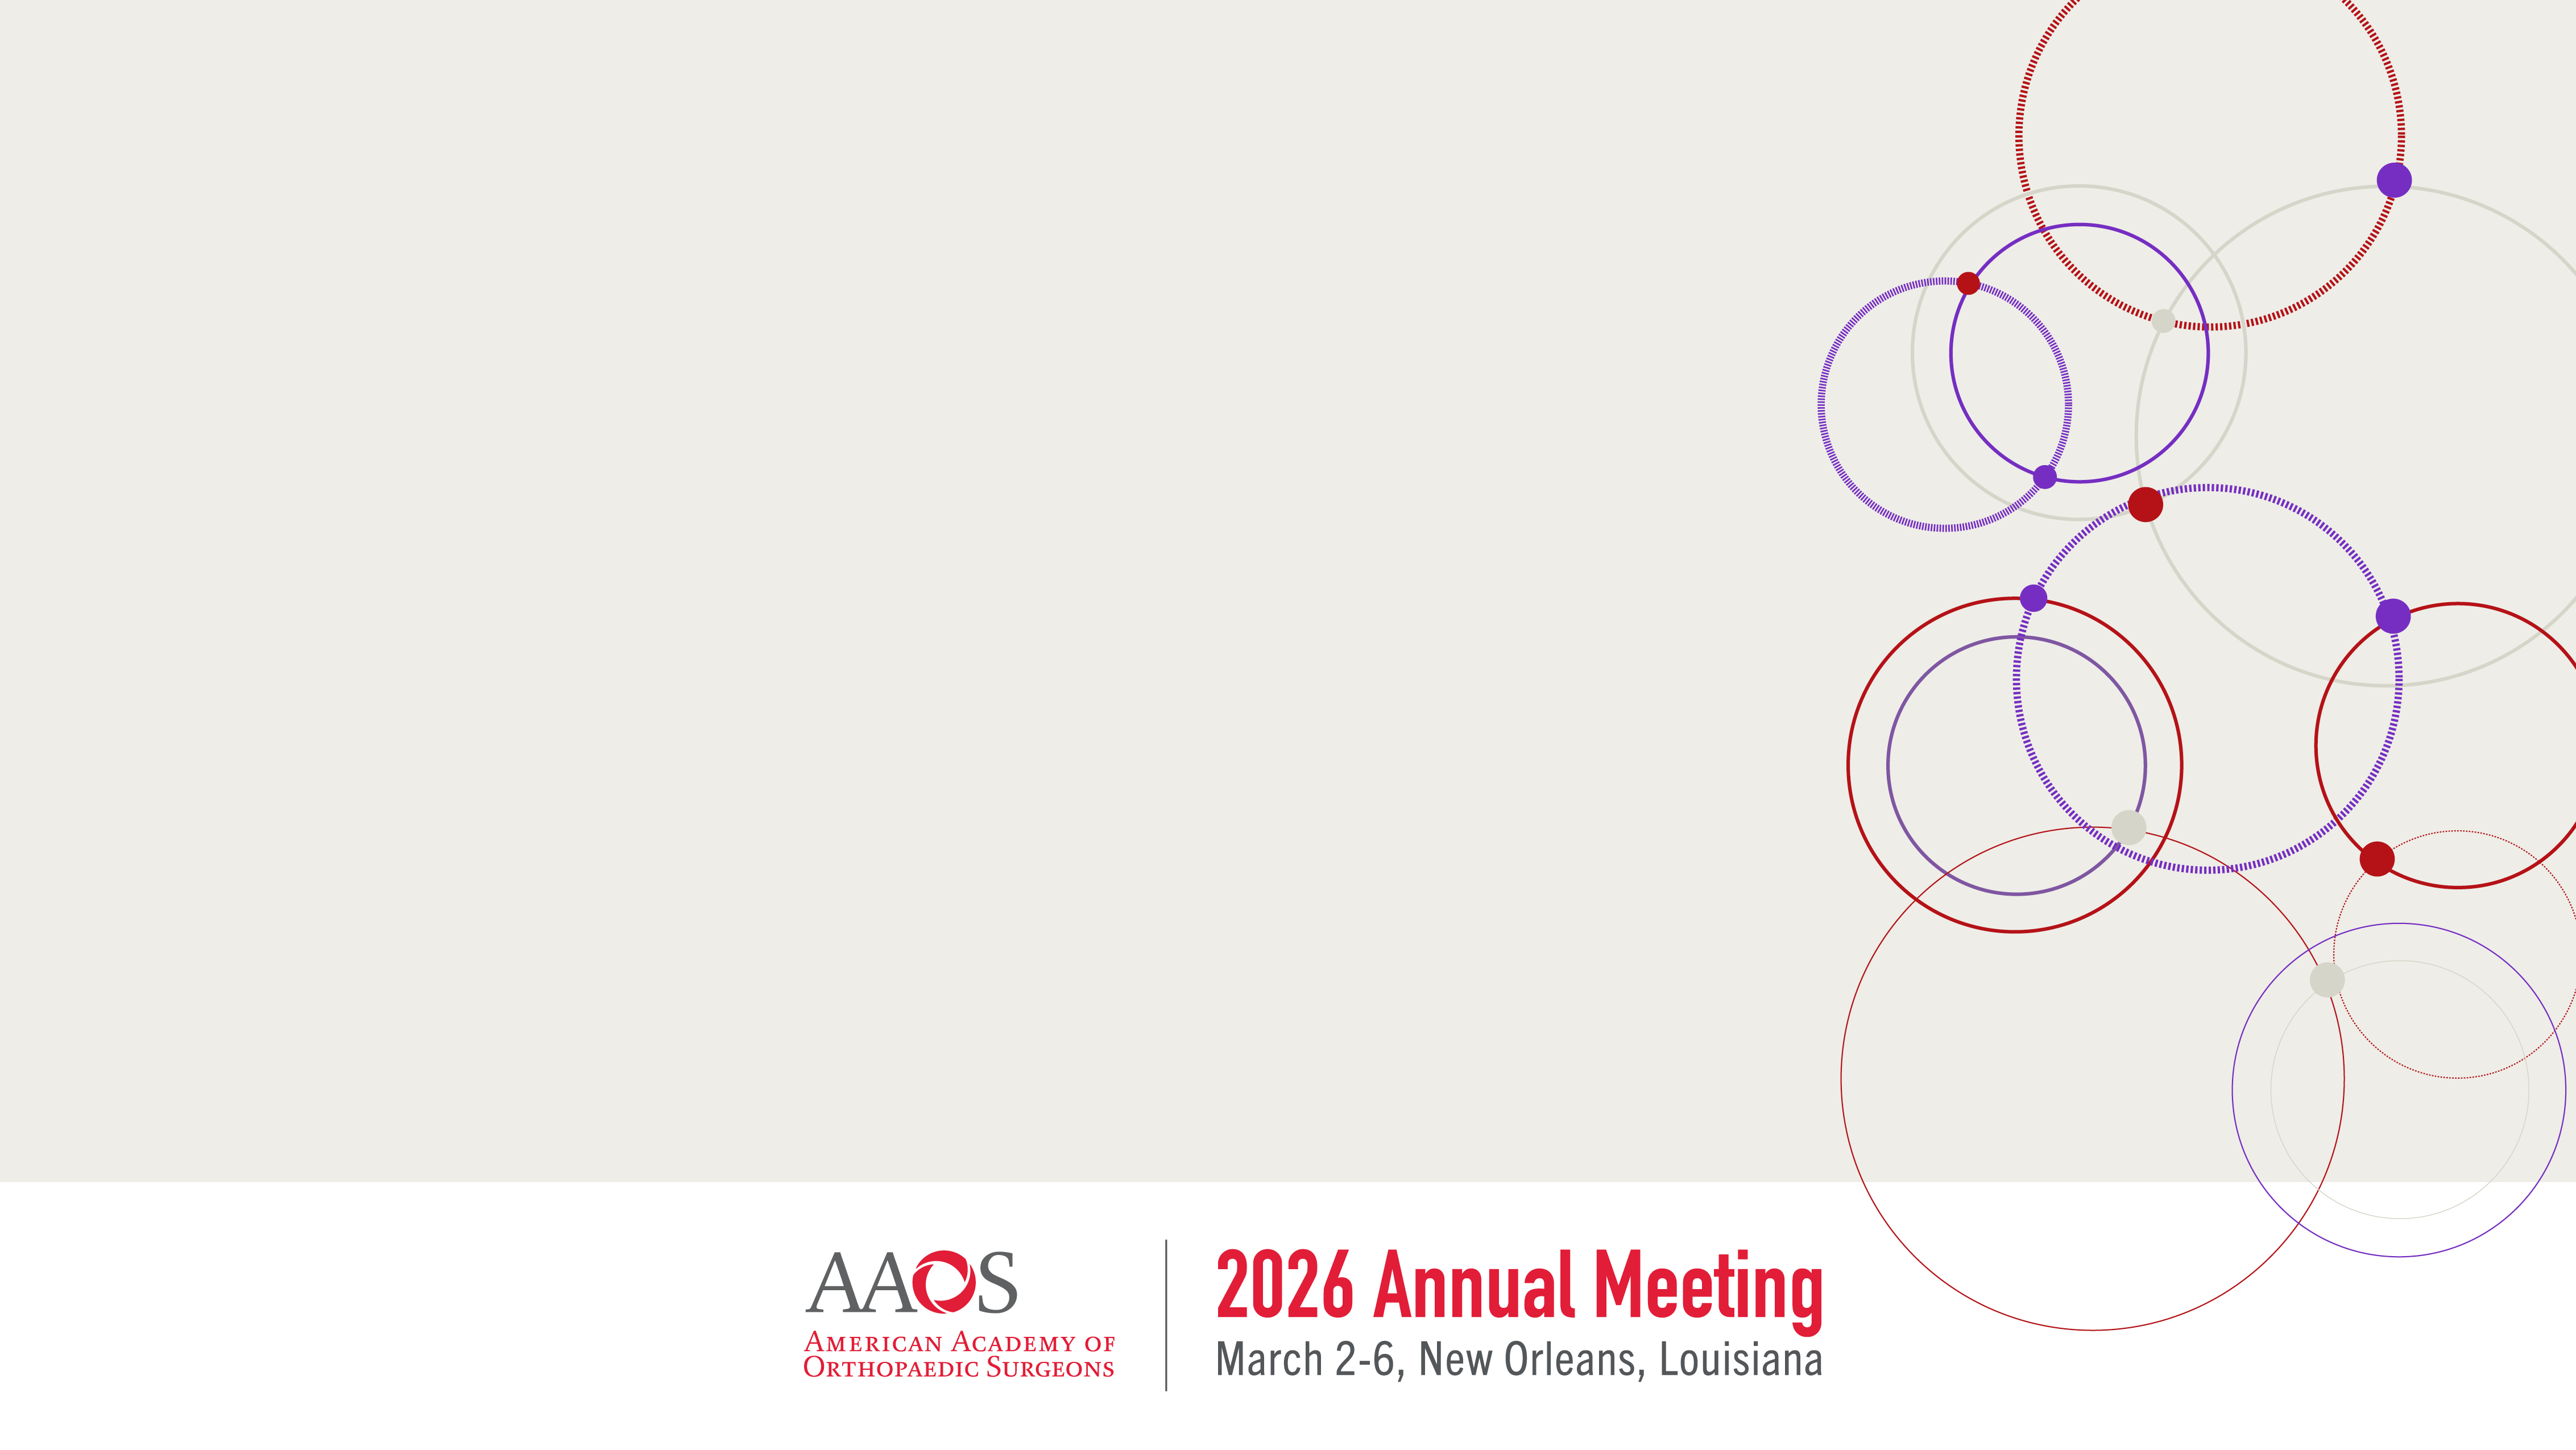 AAOS
AMERICAN ACADEMY OF
ORTHOPAEDIC SURGEONS
2026 Annual Meeting
March 2-6, New Orleans, Louisiana